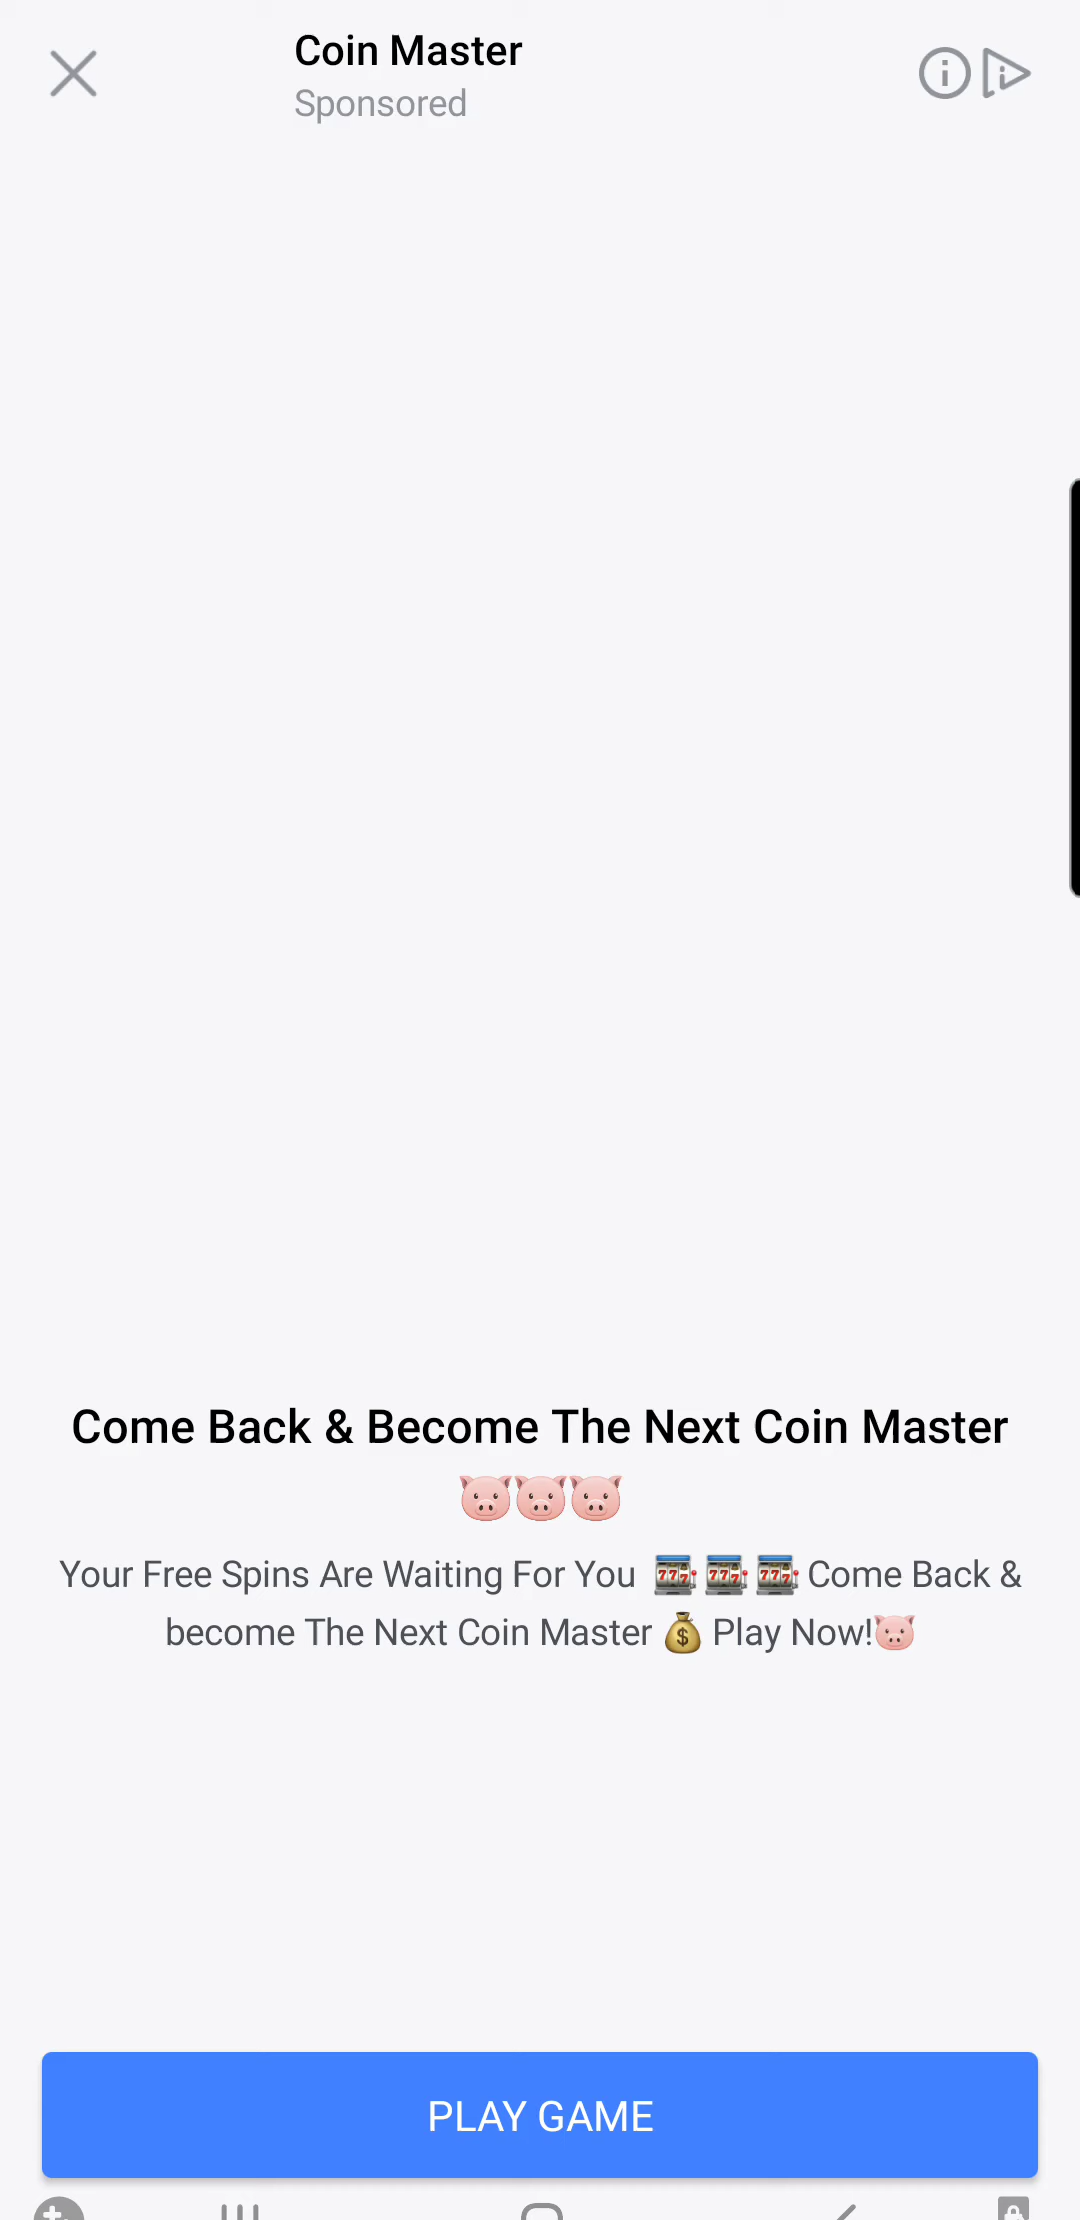 Coin Master
Sponsored
Come Back & Become The Next Coin Master
🐷🐷🐷
Your Free Spins Are Waiting For You 🎰🎰🎰 Come Back &
become The Next Coin Master 💰 Play Now!🐷
PLAY GAME